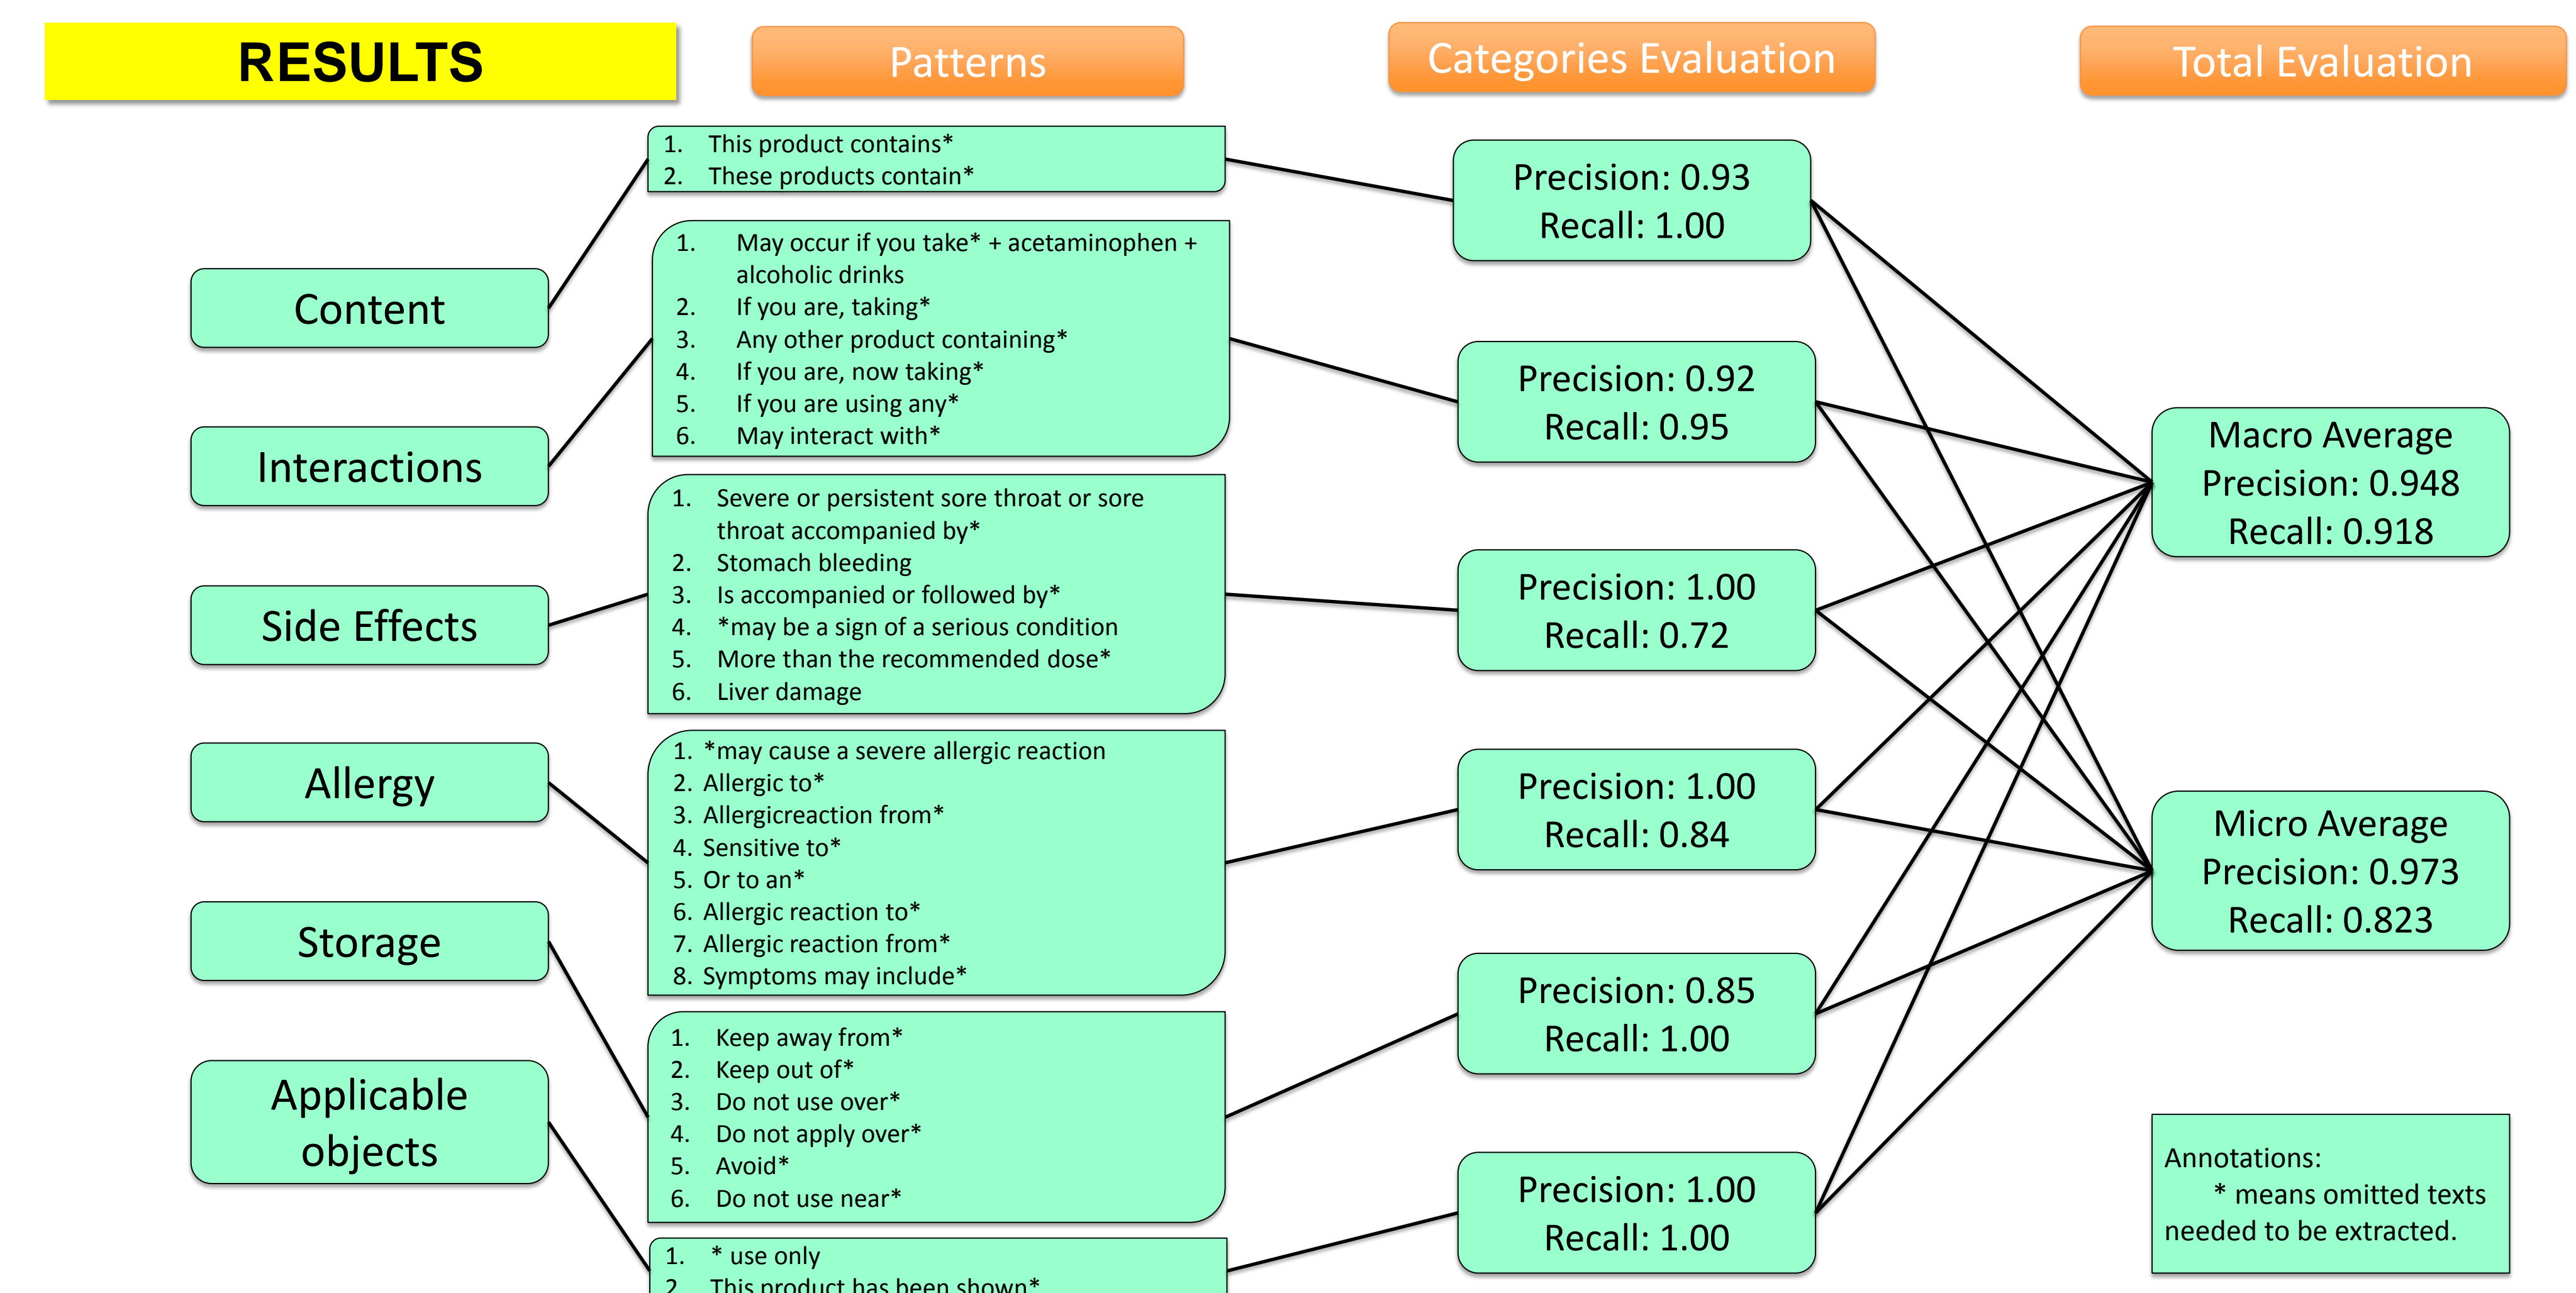 RESULTS
Patterns
Categories Evaluation
Total Evaluation
Content
Interactions
Side Effects
Allergy
Storage
Applicable
objects
1. This product contains*
2. These products contain*
1. May occur if you take* + acetaminophen +
alcoholic drinks
2. If you are, taking*
3. Any other product containing*
4. If you are, now taking*
5. If you are using any*
6. May interact with*
1. Severe or persistent sore throat or sore
throat accompanied by*
2. Stomach bleeding
3. Is accompanied or followed by*
4. *may be a sign of a serious condition
5. More than the recommended dose*
6. Liver damage
1. *may cause a severe allergic reaction
2. Allergic to*
3. Allergicreaction from*
4. Sensitive to*
5. Or to an*
6. Allergic reaction to*
7. Allergic reaction from*
8. Symptoms may include*
1. Keep away from*
2. Keep out of*
3. Do not use over*
4. Do not apply over*
5. Avoid*
6. Do not use near*
1. * use only
2. This product has been shown*
Precision: 0.93
Recall: 1.00
Precision: 0.92
Recall: 0.95
Precision: 1.00
Recall: 0.72
Precision: 1.00
Recall: 0.84
Precision: 0.85
Recall: 1.00
Precision: 1.00
Recall: 1.00
Macro Average
Precision: 0.948
Recall: 0.918
Micro Average
Precision: 0.973
Recall: 0.823
Annotations:
* means omitted texts
needed to be extracted.